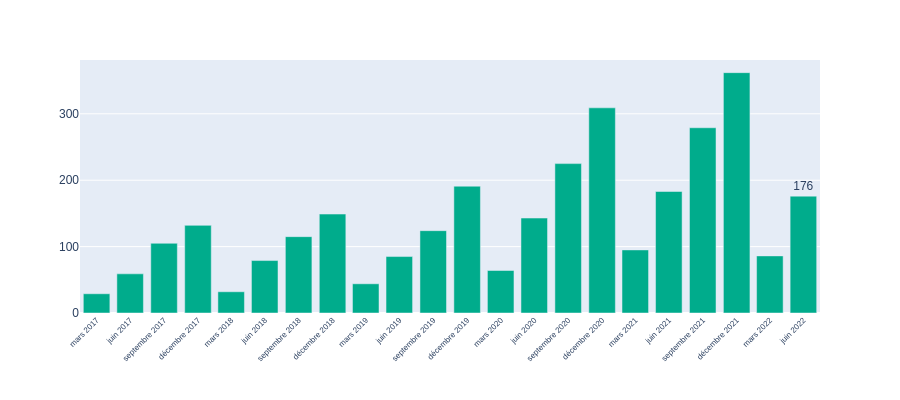 300
200
100
0
176
mars 2017
juin 2017
septembre 2017
décembre 2017
mars 2018
juin 2018
septembre 2018
décembre 2018
mars 2019
juin 2019
septembre 2019
décembre 2019
mars 2020
juin 2020
septembre 2020
décembre 2020
mars 2021
juin 2021
septembre 2021
décembre 2021
mars 2022
juin 2022